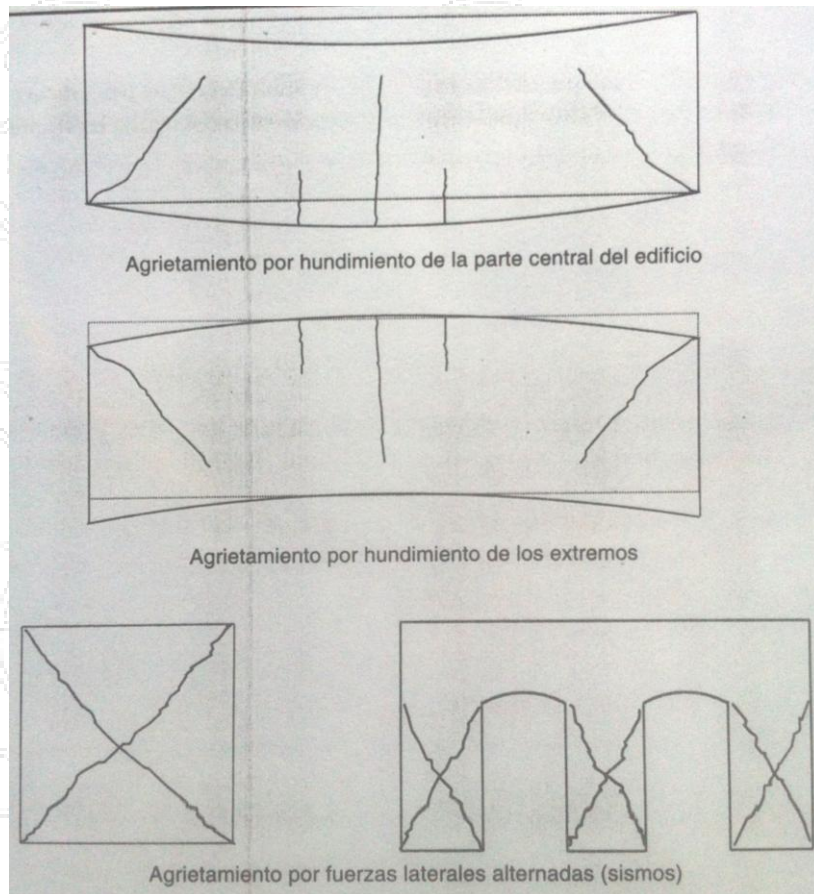 Agrietamiento por hundimiento de la parte central del edificio
Agrietamiento por hundimiento de los extremos
Agrietamiento por fuerzas laterales alternadas (sismos)